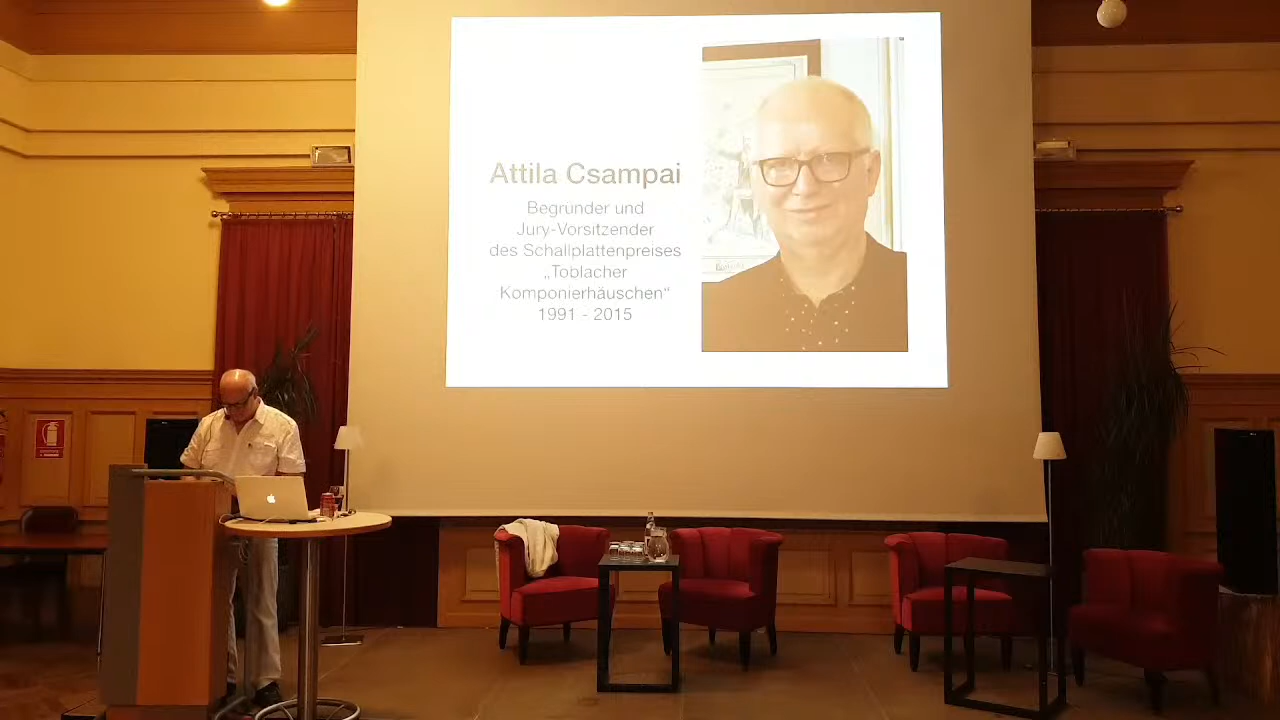 Attila Csampai
Begründer und
Jury-Vorsitzender
des Schallplattenpreises
„Toblacher
Komponierhäuschen“
1991 - 2015